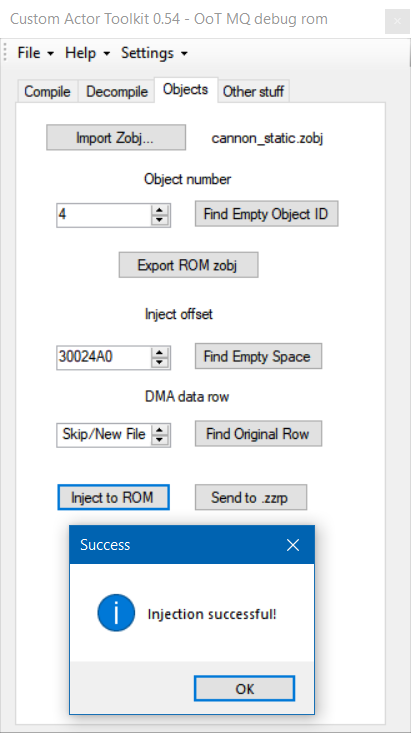 Custom Actor Toolkit 0.54 - OoT MQ debug rom
File Help Settings
Compile Decompile Objects Other stuff
Import Zobj... cannon_static.zobj
Object number
4 Find Empty Object ID
Export ROM zobj
Inject offset
30024A0 Find Empty Space
DMA data row
Skip/New File Find Original Row
Inject to ROM Send to .zzrp
Success
Injection successful!
OK